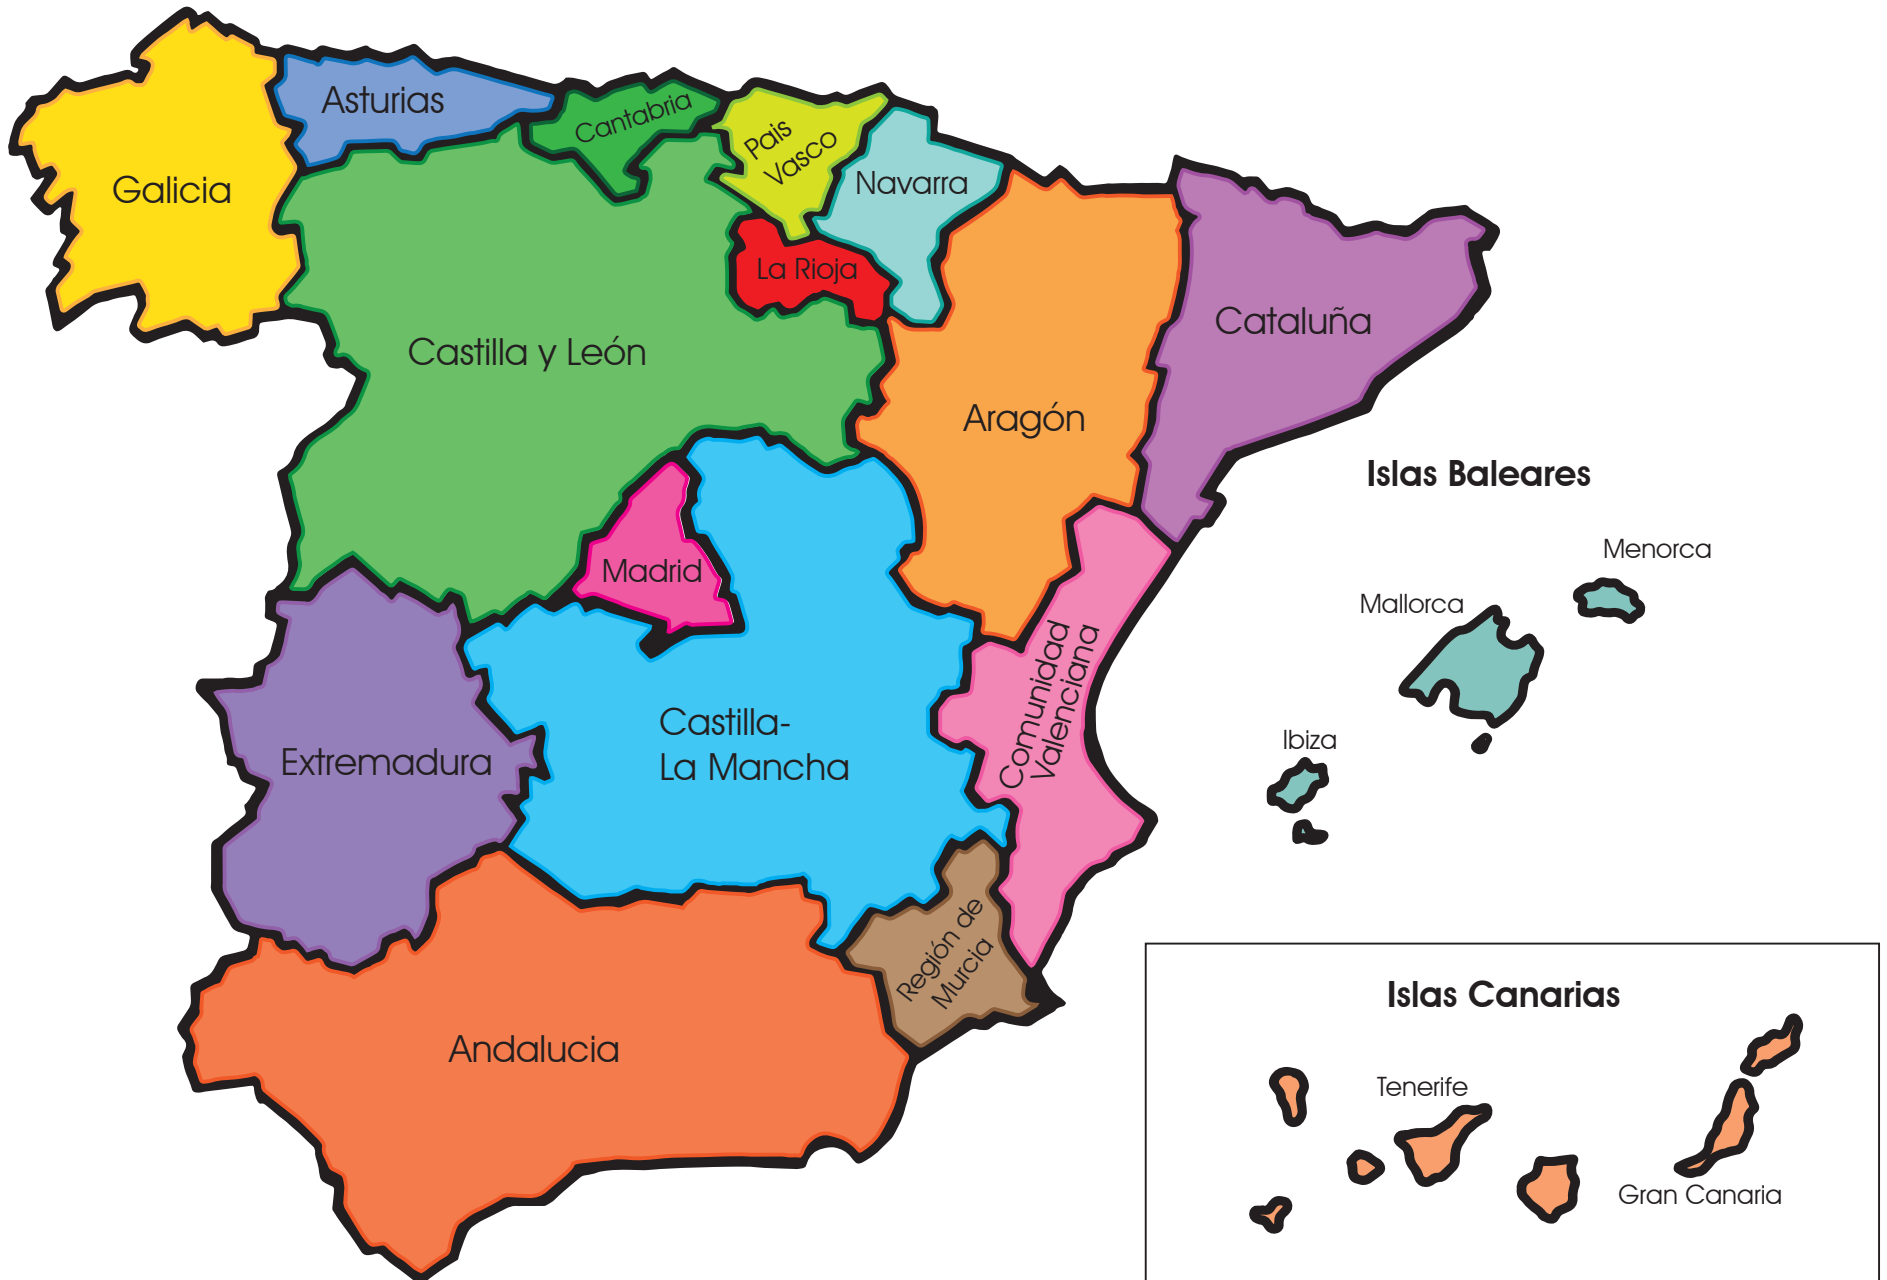 Asturias
Cantabria
Pais
Vasco
Galicia
Navarra
La Rioja
Cataluña
Castilla y León
Aragón
Islas Baleares
Menorca
Madrid
Mallorca
Comunidad
Valenciana
Castilla-
La Mancha
Ibiza
Extremadura
Región de
Murcia
Islas Canarias
Andalucia
Tenerife
Gran Canaria